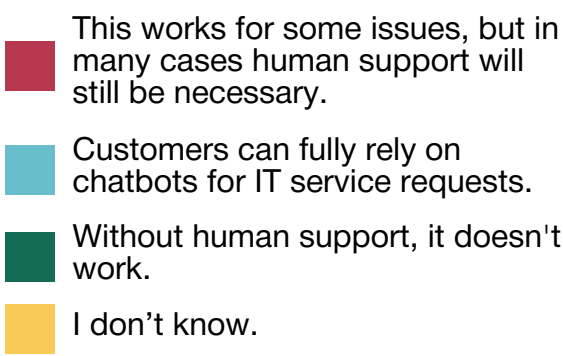 This works for some issues, but in
many cases human support will
still be necessary.
Customers can fully rely on
chatbots for IT service requests.
Without human support, it doesn't
work.
I don’t know.